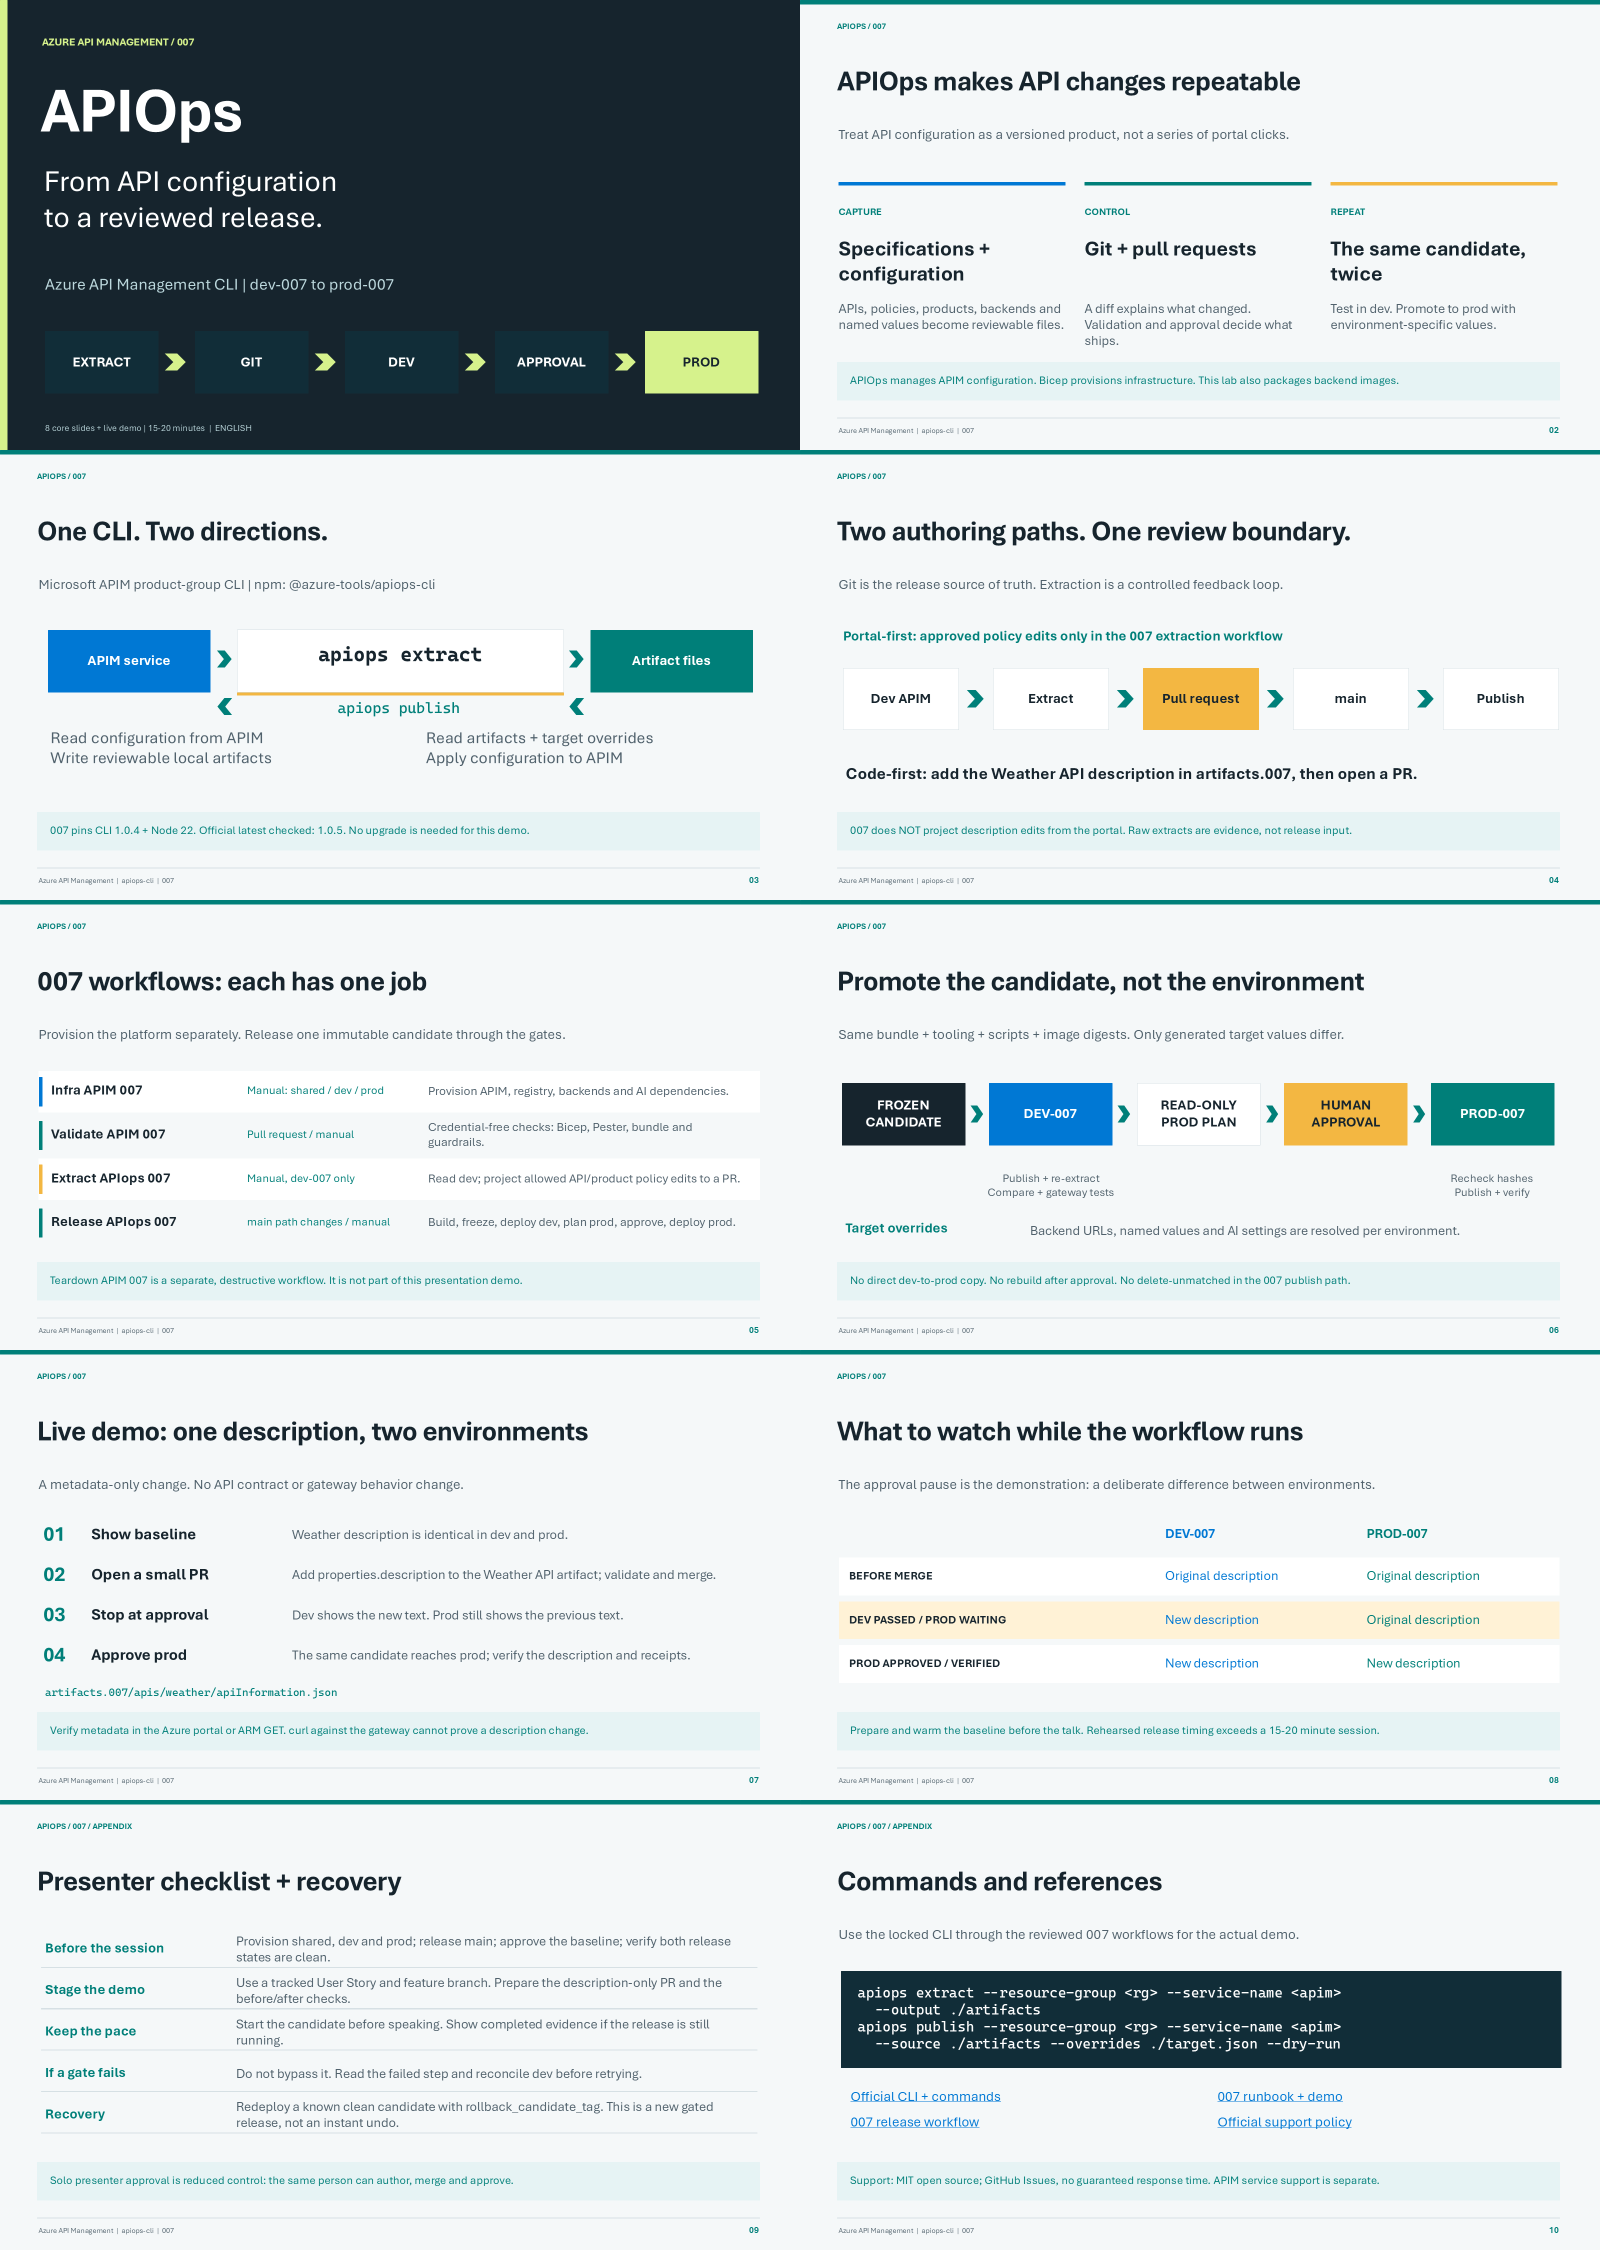 AZURE API MANAGEMENT / 007
APIOps
From API configuration
to a reviewed release.
Azure API Management CLI | dev-007 to prod-007
EXTRACT
GIT
DEV
APPROVAL
PROD
8 core slides + live demo | 15-20 minutes | ENGLISH
APIOPS / 007
APIOps makes API changes repeatable
Treat API configuration as a versioned product, not a series of portal clicks.
CAPTURE
Specifications +
configuration
APIs, policies, products, backends and
named values become reviewable files.
CONTROL
Git + pull requests
A diff explains what changed.
Validation and approval decide what
ships.
REPEAT
The same candidate,
twice
Test in dev. Promote to prod with
environment-specific values.
APIOps manages APIM configuration. Bicep provisions infrastructure. This lab also packages backend images.
Azure API Management | apiops-cli | 007
02
APIOPS / 007
One CLI. Two directions.
Microsoft APIM product-group CLI | npm: @azure-tools/apiops-cli
APIM service
apiops extract
Artifact files
apiops publish
Read configuration from APIM
Write reviewable local artifacts
Read artifacts + target overrides
Apply configuration to APIM
007 pins CLI 1.0.4 + Node 22. Official latest checked: 1.0.5. No upgrade is needed for this demo.
Azure API Management | apiops-cli | 007
03
APIOPS / 007
Two authoring paths. One review boundary.
Git is the release source of truth. Extraction is a controlled feedback loop.
Portal-first: approved policy edits only in the 007 extraction workflow
Dev APIM
Extract
Pull request
main
Publish
Code-first: add the Weather API description in artifacts.007, then open a PR.
007 does NOT project description edits from the portal. Raw extracts are evidence, not release input.
Azure API Management | apiops-cli | 007
04
APIOPS / 007
007 workflows: each has one job
Provision the platform separately. Release one immutable candidate through the gates.
Infra APIM 007
Manual: shared / dev / prod
Provision APIM, registry, backends and AI dependencies.
Validate APIM 007
Pull request / manual
Credential-free checks: Bicep, Pester, bundle and
guardrails.
Extract APIops 007
Manual, dev-007 only
Read dev; project allowed API/product policy edits to a PR.
Release APIops 007
main path changes / manual
Build, freeze, deploy dev, plan prod, approve, deploy prod.
Teardown APIM 007 is a separate, destructive workflow. It is not part of this presentation demo.
Azure API Management | apiops-cli | 007
05
APIOPS / 007
Promote the candidate, not the environment
Same bundle + tooling + scripts + image digests. Only generated target values differ.
FROZEN
CANDIDATE
DEV-007
READ-ONLY
PROD PLAN
HUMAN
APPROVAL
PROD-007
Publish + re-extract
Compare + gateway tests
Recheck hashes
Publish + verify
Target overrides
Backend URLs, named values and AI settings are resolved per environment.
No direct dev-to-prod copy. No rebuild after approval. No delete-unmatched in the 007 publish path.
Azure API Management | apiops-cli | 007
06
APIOPS / 007
Live demo: one description, two environments
A metadata-only change. No API contract or gateway behavior change.
01
Show baseline
Weather description is identical in dev and prod.
02
Open a small PR
Add properties.description to the Weather API artifact; validate and merge.
03
Stop at approval
Dev shows the new text. Prod still shows the previous text.
04
Approve prod
The same candidate reaches prod; verify the description and receipts.
artifacts.007/apis/weather/apiInformation.json
Verify metadata in the Azure portal or ARM GET. curl against the gateway cannot prove a description change.
Azure API Management | apiops-cli | 007
07
APIOPS / 007
What to watch while the workflow runs
The approval pause is the demonstration: a deliberate difference between environments.
DEV-007
PROD-007
BEFORE MERGE
Original description
Original description
DEV PASSED / PROD WAITING
New description
Original description
PROD APPROVED / VERIFIED
New description
New description
Prepare and warm the baseline before the talk. Rehearsed release timing exceeds a 15-20 minute session.
Azure API Management | apiops-cli | 007
08
APIOPS / 007 / APPENDIX
Presenter checklist + recovery
Before the session
Provision shared, dev and prod; release main; approve the baseline; verify both release
states are clean.
Stage the demo
Use a tracked User Story and feature branch. Prepare the description-only PR and the
before/after checks.
Keep the pace
Start the candidate before speaking. Show completed evidence if the release is still
running.
If a gate fails
Do not bypass it. Read the failed step and reconcile dev before retrying.
Recovery
Redeploy a known clean candidate with rollback_candidate_tag. This is a new gated
release, not an instant undo.
Solo presenter approval is reduced control: the same person can author, merge and approve.
Azure API Management | apiops-cli | 007
09
APIOPS / 007 / APPENDIX
Commands and references
Use the locked CLI through the reviewed 007 workflows for the actual demo.
apiops extract --resource-group <rg> --service-name <apim>
--output ./artifacts
apiops publish --resource-group <rg> --service-name <apim>
--source ./artifacts --overrides ./target.json --dry-run
Official CLI + commands
007 runbook + demo
007 release workflow
Official support policy
Support: MIT open source; GitHub Issues, no guaranteed response time. APIM service support is separate.
Azure API Management | apiops-cli | 007
10